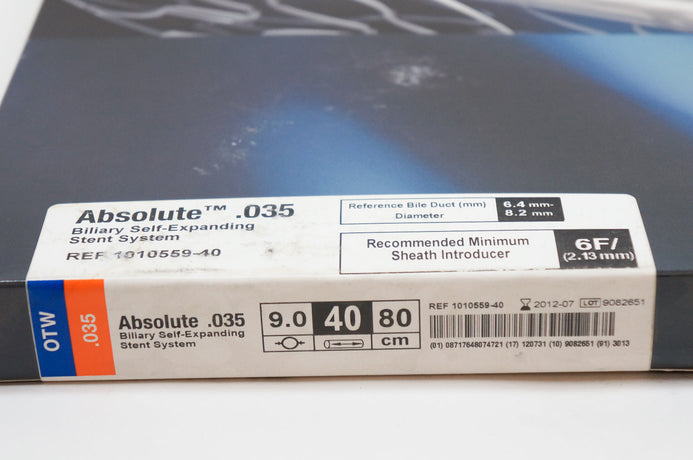 Absolute™ .035
Biliary Self-Expanding
Stent System
REF 1010559-40
Reference Bile Duct (mm)
Diameter
6.4 mm-
8.2 mm
Recommended Minimum
Sheath Introducer
6F/
(2.13 mm)
OTW
.035
Absolute .035
Biliary Self-Expanding
Stent System
9.0 40 80
cm
REF 1010559-40 2012-07 LOT 9082651
(01) 08717648074721 (17) 120731 (10) 9082651 (91) 3013